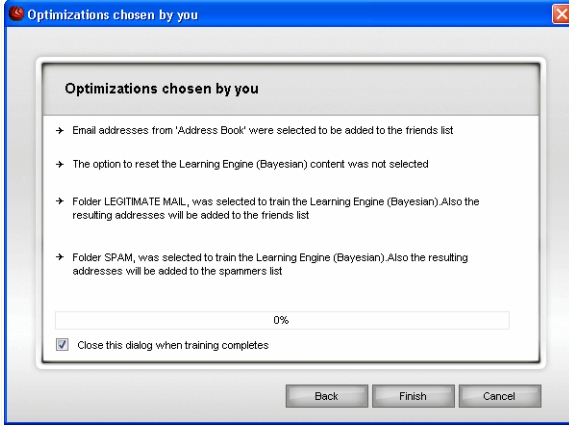 Optimizations chosen by you
Optimizations chosen by you
Email addresses from 'Address Book' were selected to be added to the friends list
The option to reset the Learning Engine (Bayesian) content was not selected
Folder LEGITIMATE MAIL, was selected to train the Learning Engine (Bayesian).Also the
resulting addresses will be added to the friends list
Folder SPAM, was selected to train the Learning Engine (Bayesian).Also the resulting
addresses will be added to the spammers list
0%
Close this dialog when training completes
Back Finish Cancel